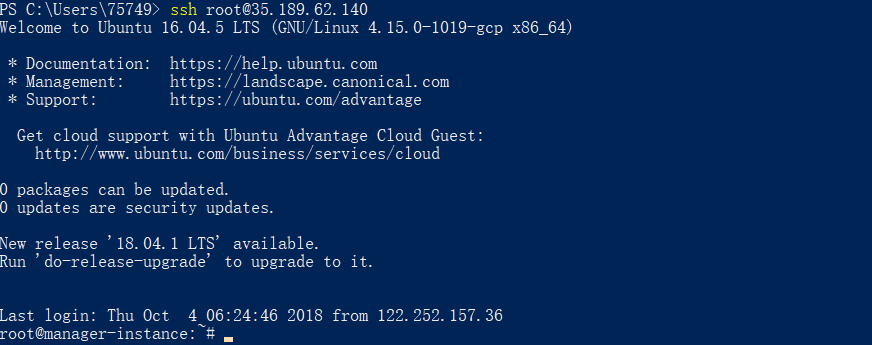 PS C:\Users\75749> ssh root@35.189.62.140
Welcome to Ubuntu 16.04.5 LTS (GNU/Linux 4.15.0-1019-gcp x86_64)
* Documentation:  https://help.ubuntu.com
* Management:     https://landscape.canonical.com
* Support:        https://ubuntu.com/advantage
Get cloud support with Ubuntu Advantage Cloud Guest:
http://www.ubuntu.com/business/services/cloud
0 packages can be updated.
0 updates are security updates.
New release '18.04.1 LTS' available.
Run 'do-release-upgrade' to upgrade to it.
Last login: Thu Oct  4 06:24:46 2018 from 122.252.157.36
root@manager-instance:~#